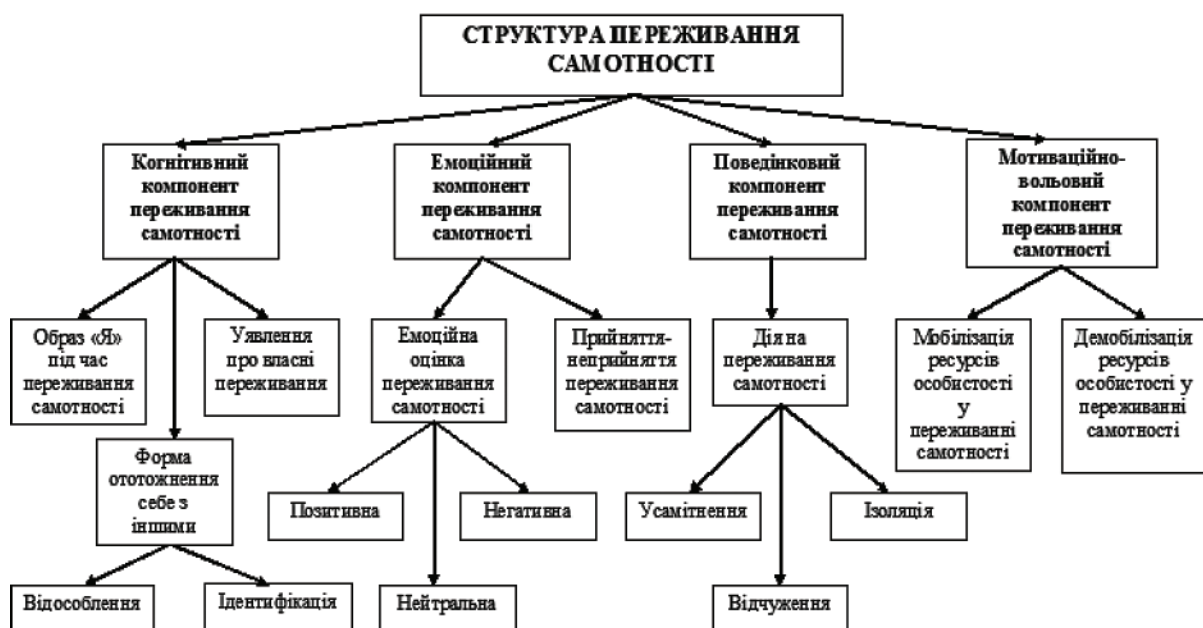 СТРУКТУРА ПЕРЕЖИВАННЯ
САМОТНОСТІ
Когнітивний
компонент
переживання
самотності
Емоційний
компонент
переживання
самотності
Поведінковий
компонент
переживання
самотності
Мотиваційно-
вольовий
компонент
переживання
самотності
Образ «Я»
під час
переживання
самотності
Уявлення
про власні
переживання
Емоційна
оцінка
переживання
самотності
Прийняття-
неприйняття
переживання
самотності
Дія на
переживання
самотності
Мобілізація
ресурсів
особистості
у
переживанні
самотності
Демобілізація
ресурсів
особистості у
переживанні
самотності
Форма
ототожнення
себе з
іншими
Позитивна
Негативна
Усамітнення
Ізоляція
Відособлення
Ідентифікація
Нейтральна
Відчуження